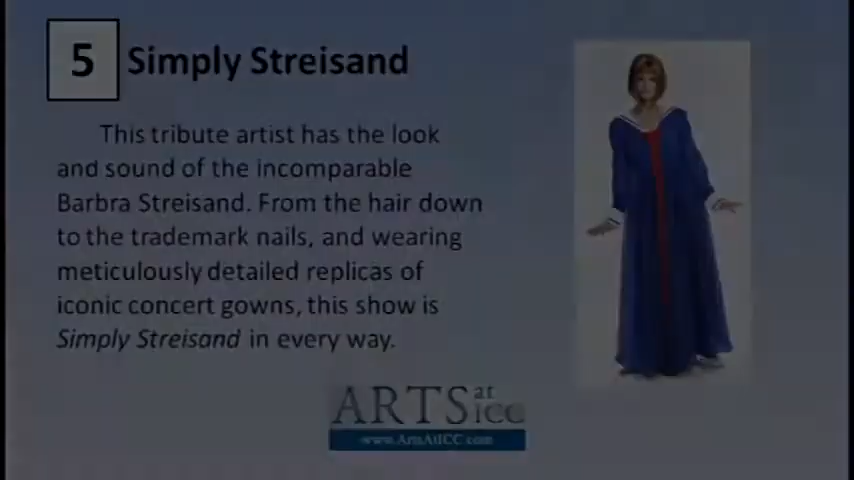 5 Simply Streisand
This tribute artist has the look
and sound of the incomparable
Barbra Streisand. From the hair down
to the trademark nails, and wearing
meticulously detailed replicas of
iconic concert gowns, this show is
Simply Streisand in every way.
ARTS at ICC
www.ArtsAtICC.com